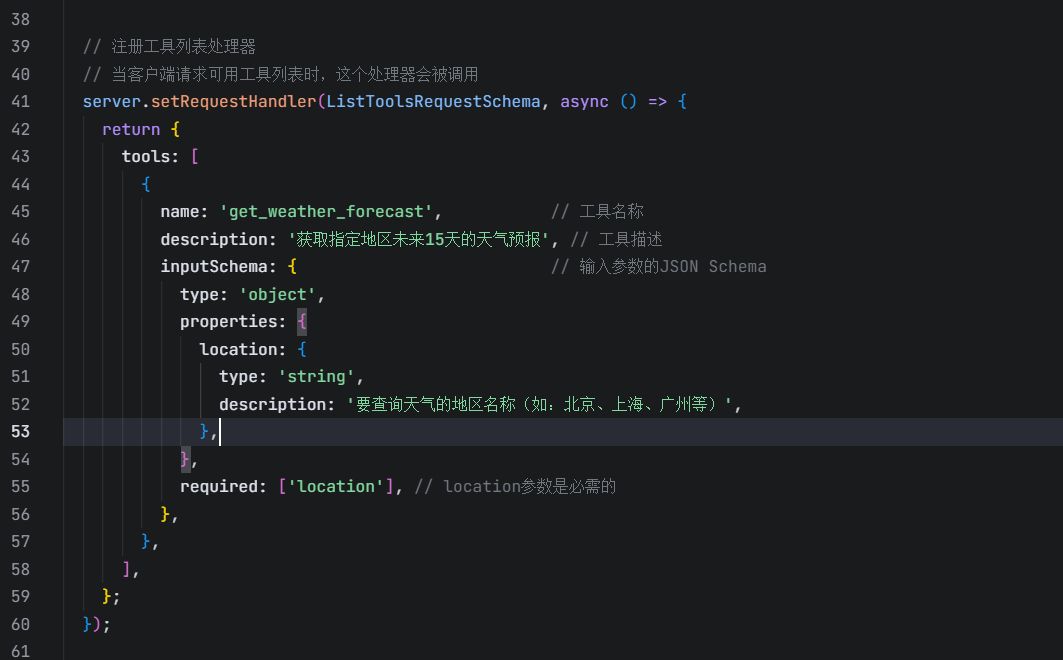 38
39 // 注册工具列表处理器
40 // 当客户端请求可用工具列表时，这个处理器会被调用
41 server.setRequestHandler(ListToolsRequestSchema, async () => {
42   return {
43     tools: [
44       {
45         name: 'get_weather_forecast',           // 工具名称
46         description: '获取指定地区未来15天的天气预报', // 工具描述
47         inputSchema: {                          // 输入参数的JSON Schema
48           type: 'object',
49           properties: {
50             location: {
51               type: 'string',
52               description: '要查询天气的地区名称（如：北京、上海、广州等）',
53             },
54           },
55           required: ['location'], // location参数是必需的
56         },
57       },
58     ],
59   };
60 });
61